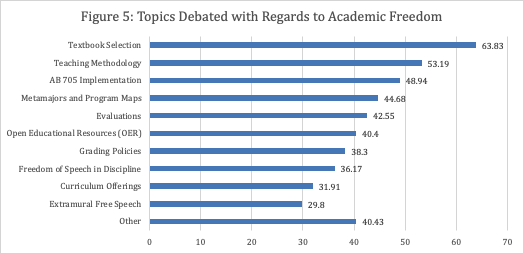 Figure 5: Topics Debated with Regards to Academic Freedom
Textbook Selection 63.83
Teaching Methodology 53.19
AB 705 Implementation 48.94
Metamajors and Program Maps 44.68
Evaluations 42.55
Open Educational Resources (OER) 40.4
Grading Policies 38.3
Freedom of Speech in Discipline 36.17
Curriculum Offerings 31.91
Extramural Free Speech 29.8
Other 40.43
0 10 20 30 40 50 60 70